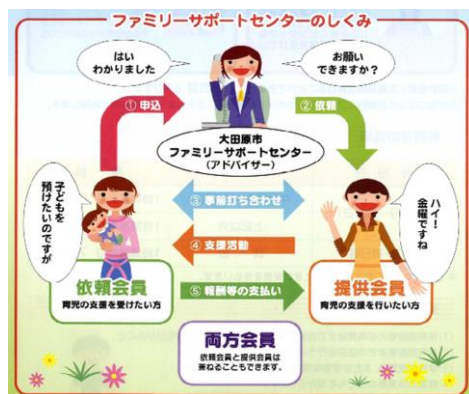 ファミリーサポートセンターのしくみ
はい
わかりました
お願い
できますか？
① 申込
② 依頼
大田原市
ファミリーサポートセンター
（アドバイザー）
子どもを
預けたいのですが
③ 事前打ち合わせ
ハイ！
金曜ですね
④ 支援活動
依頼会員
育児の支援を受けたい方
⑤ 報酬等の支払い
提供会員
育児の支援を行いたい方
両方会員
依頼会員と提供会員は
兼ねることもできます。